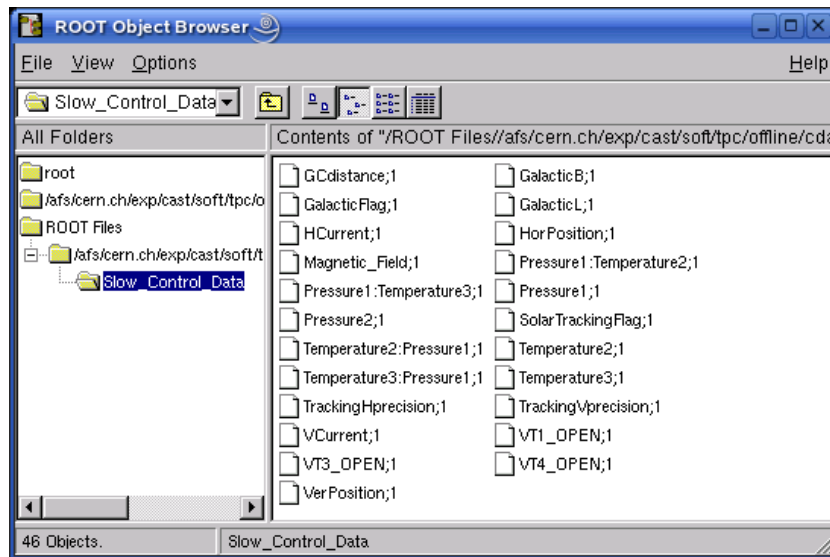 ROOT Object Browser
File View Options Help
Slow_Control_Data
All Folders
Contents of "/ROOT Files//afs/cern.ch/exp/cast/soft/tpc/offline/cda
root
/afs/cern.ch/exp/cast/soft/tpc/o
ROOT Files
/afs/cern.ch/exp/cast/soft/t
Slow_Control_Data
GCdistance;1 GalacticB;1
GalacticFlag;1 GalacticL;1
HCurrent;1 HorPosition;1
Magnetic_Field;1 Pressure1:Temperature2;1
Pressure1:Temperature3;1 Pressure1;1
Pressure2;1 SolarTrackingFlag;1
Temperature2:Pressure1;1 Temperature2;1
Temperature3:Pressure1;1 Temperature3;1
TrackingHprecision;1 TrackingVprecision;1
VCurrent;1 VT1_OPEN;1
VT3_OPEN;1 VT4_OPEN;1
VerPosition;1
46 Objects. Slow_Control_Data